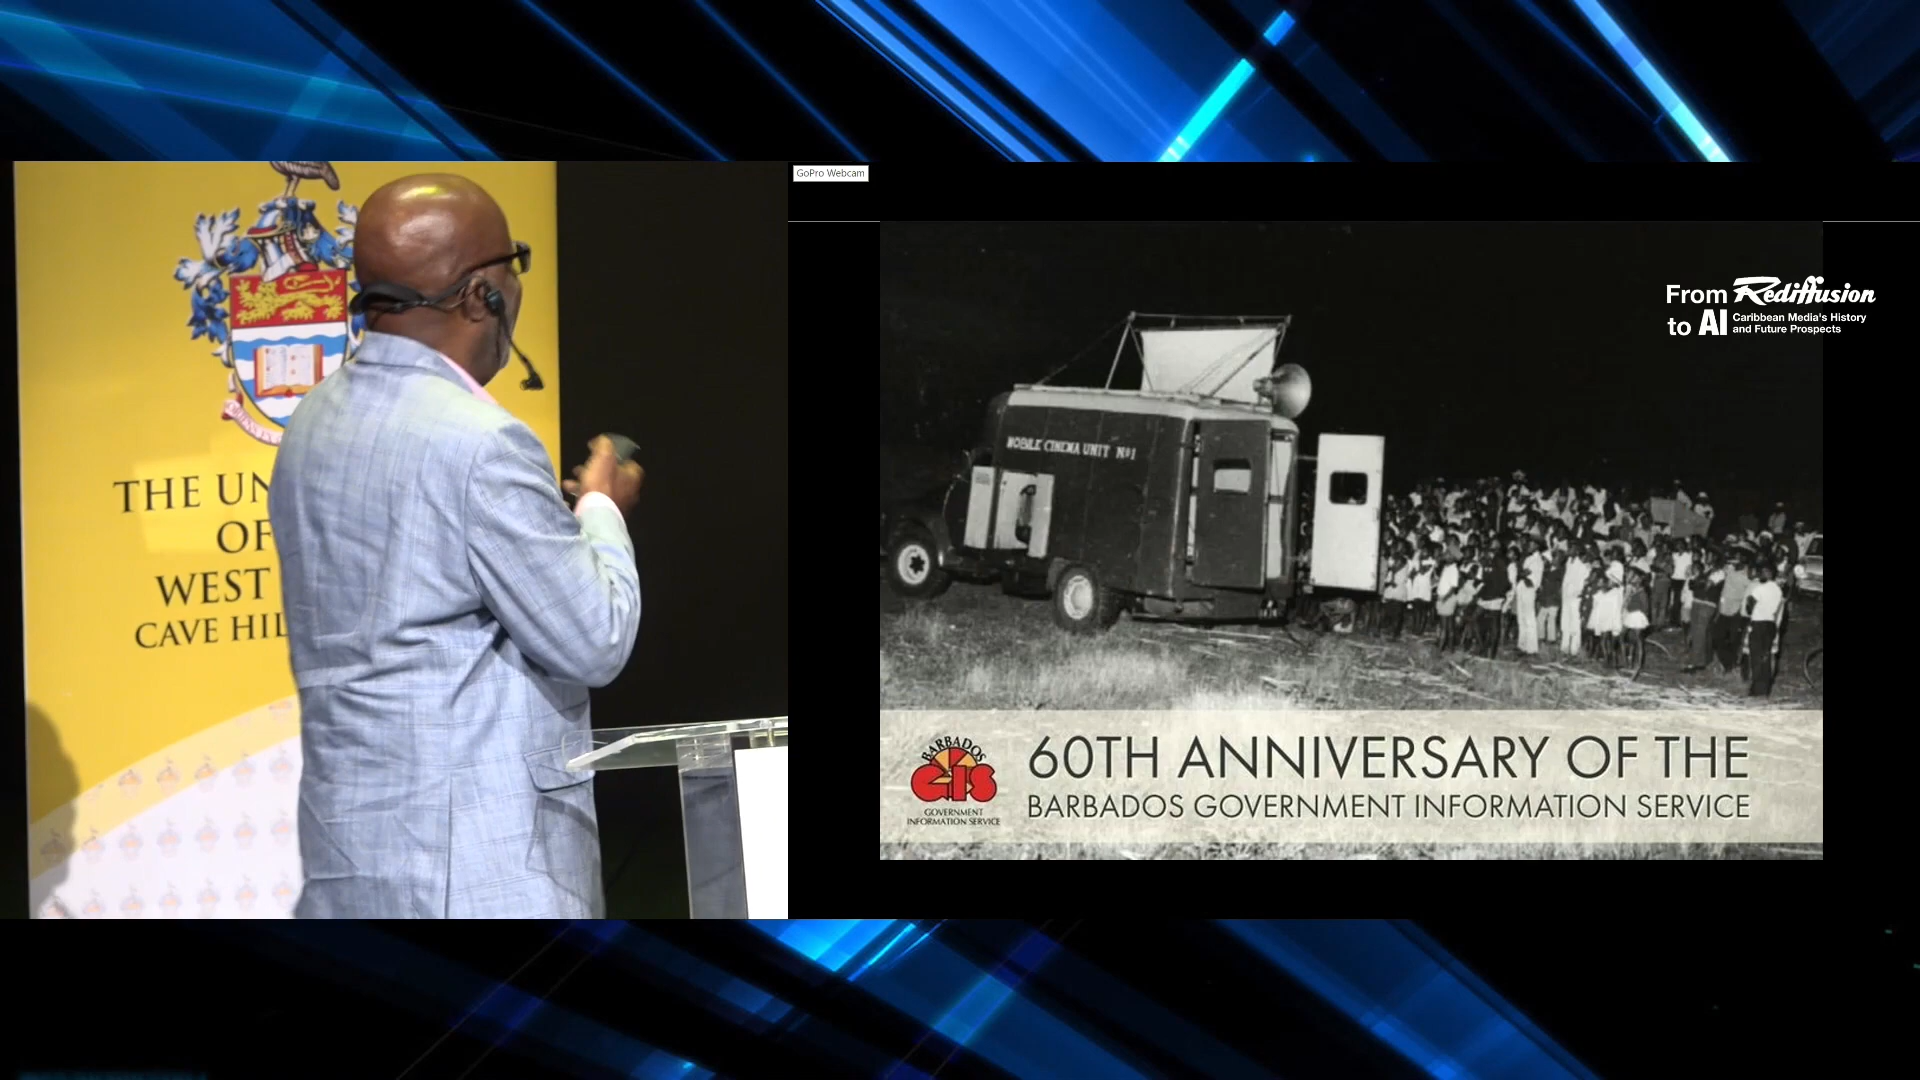 THE UN
OF
WEST
CAVE HIL
GoPro Webcam
From Rediffusion
to AI Caribbean Media's History
and Future Prospects
MOBILE CINEMA UNIT Nº1
BARBADOS
GIS
GOVERNMENT
INFORMATION SERVICE
60TH ANNIVERSARY OF THE
BARBADOS GOVERNMENT INFORMATION SERVICE